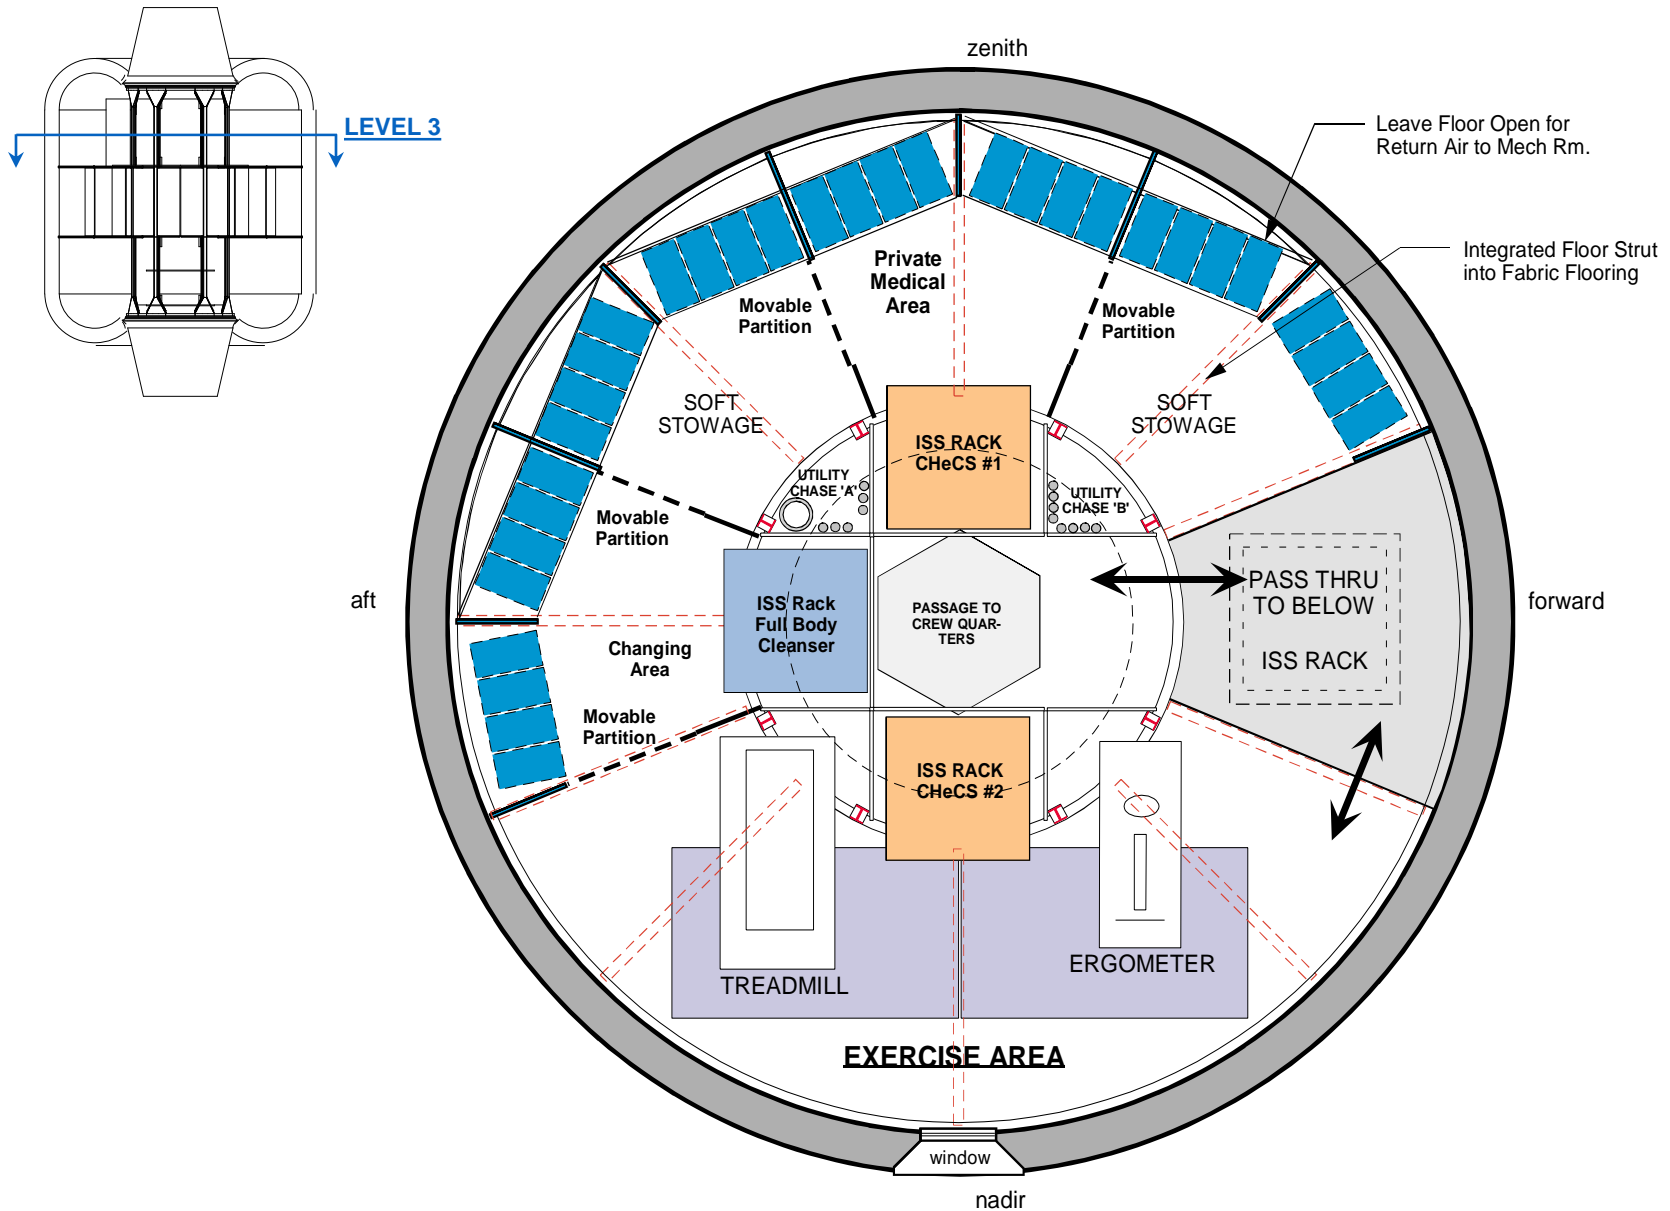 zenith
LEVEL 3
Leave Floor Open for
Return Air to Mech Rm.
Integrated Floor Strut
into Fabric Flooring
Private
Medical
Area
Movable
Partition
Movable
Partition
SOFT
STOWAGE
SOFT
STOWAGE
ISS RACK
CHeCS #1
UTILITY
CHASE 'A'
UTILITY
CHASE 'B'
Movable
Partition
aft
ISS Rack
Full Body
Cleanser
PASSAGE TO
CREW QUAR-
TERS
PASS THRU
TO BELOW
ISS RACK
forward
Changing
Area
Movable
Partition
ISS RACK
CHeCS #2
TREADMILL
ERGOMETER
EXERCISE AREA
window
nadir